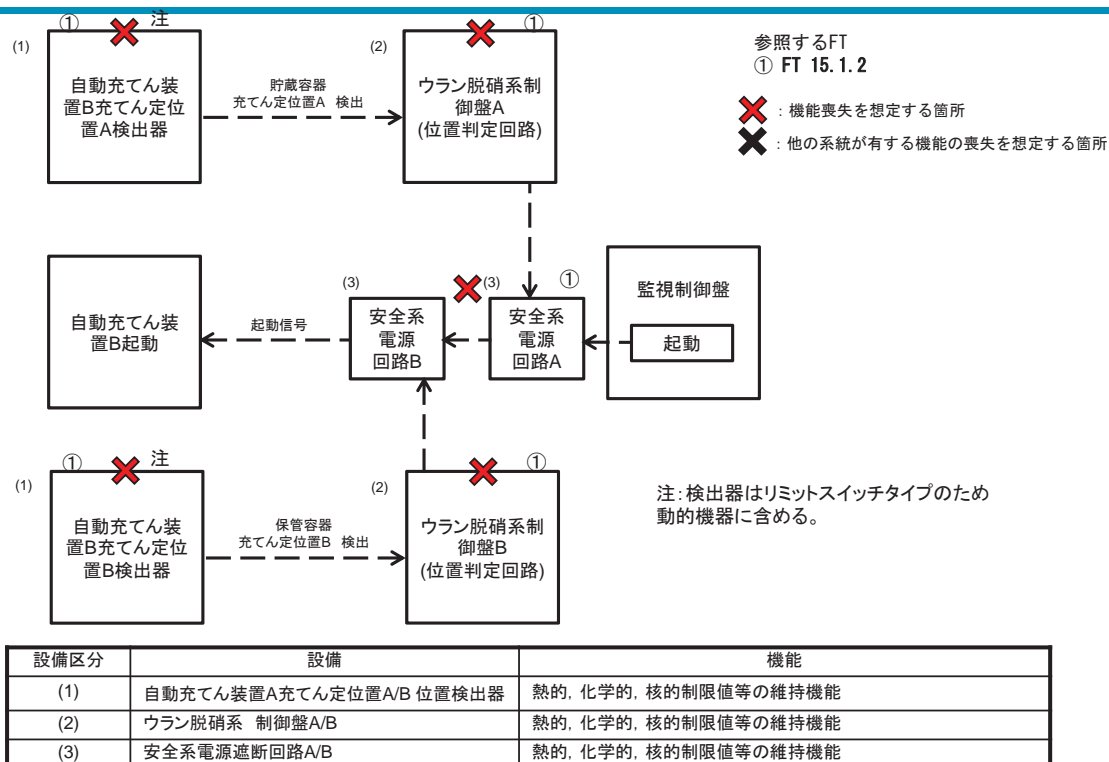 ① 注
(1)
自動充てん装
置B充てん定位
置A検出器
貯蔵容器
充てん定位置A 検出
①
(2)
ウラン脱硝系制
御盤A
(位置判定回路)
参照するFT
① FT 15.1.2
：機能喪失を想定する箇所
：他の系統が有する機能の喪失を想定する箇所
自動充てん装
置B起動
起動信号
(3)
安全系
電源
回路B
(3)
①
安全系
電源
回路A
監視制御盤
起動
① 注
(1)
自動充てん装
置B充てん定位
置B検出器
保管容器
充てん定位置B 検出
①
(2)
ウラン脱硝系制
御盤B
(位置判定回路)
注：検出器はリミットスイッチタイプのため
動的機器に含める。
設備区分 設備 機能
(1) 自動充てん装置A充てん定位置A/B 位置検出器 熱的，化学的，核的制限値等の維持機能
(2) ウラン脱硝系 制御盤A/B 熱的，化学的，核的制限値等の維持機能
(3) 安全系電源遮断回路A/B 熱的，化学的，核的制限値等の維持機能